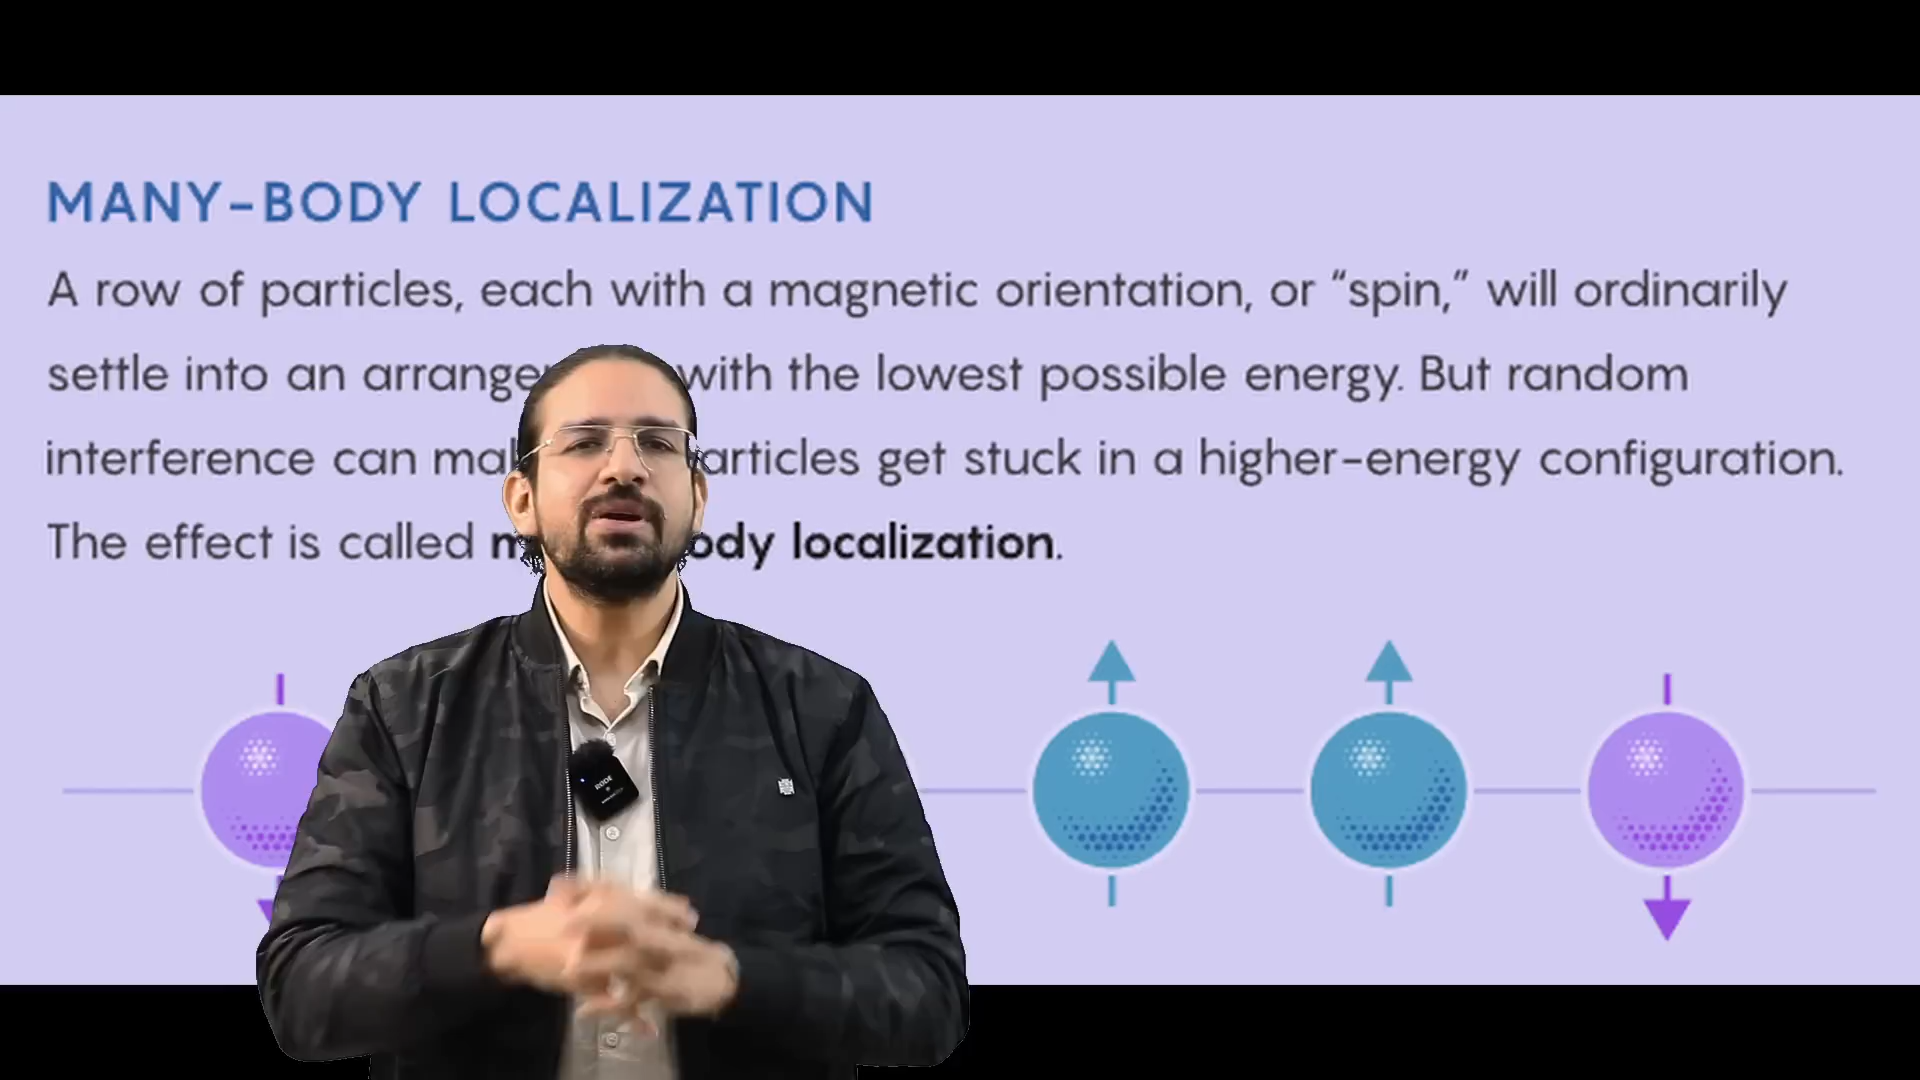 MANY-BODY LOCALIZATION
A row of particles, each with a magnetic orientation, or “spin,” will ordinarily
settle into an with the lowest possible energy. But random
interference can get stuck in a higher-energy configuration.
The effect is called localization.
RODE